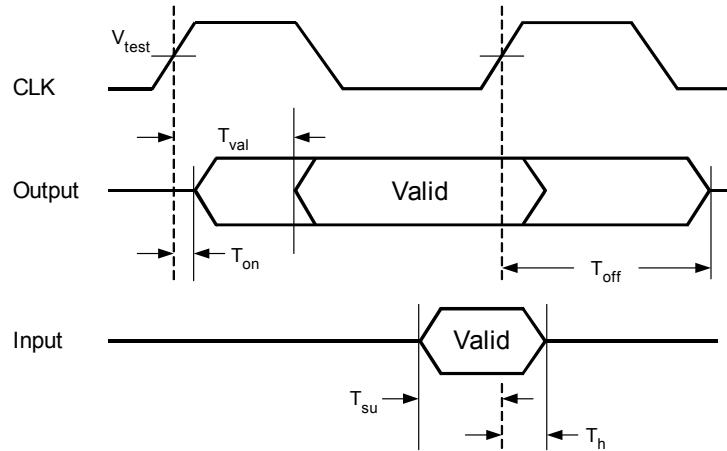 V_test
CLK
T_val
Output
Valid
T_on
T_off
Input
Valid
T_su
T_h